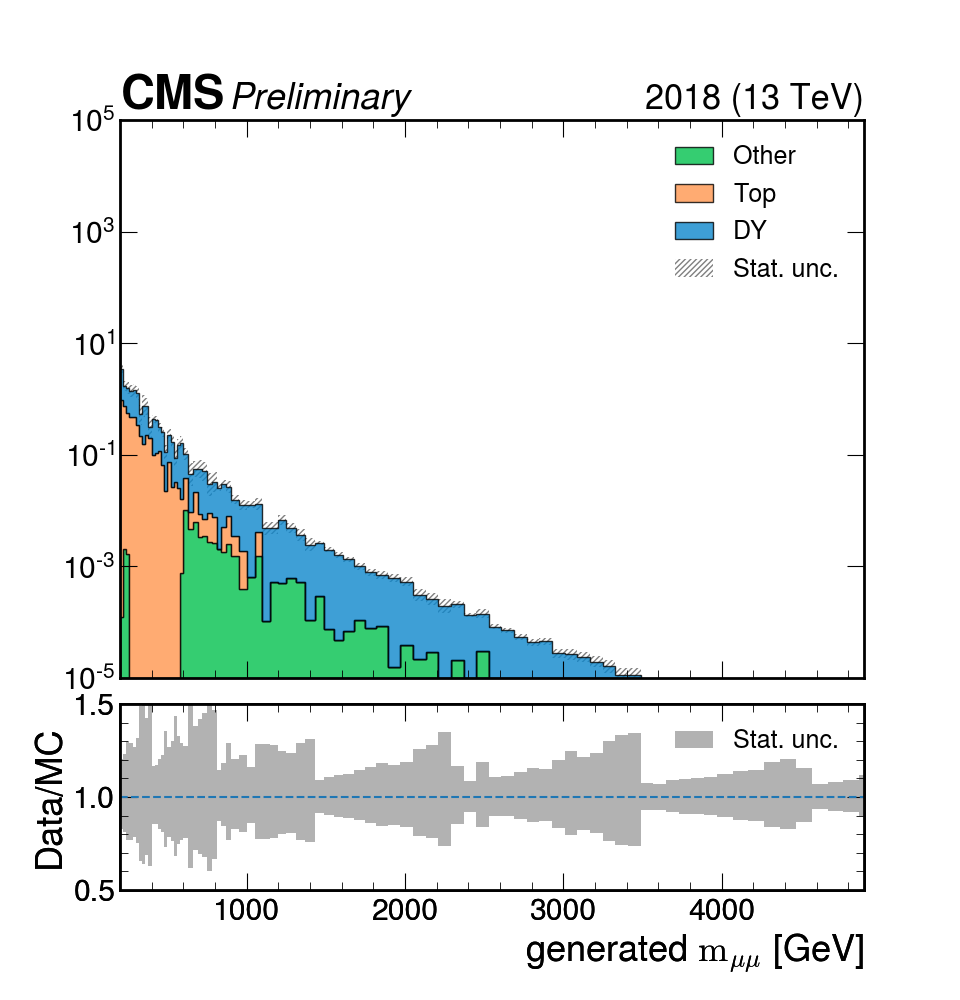 CMS Preliminary 2018 (13 TeV)
10^5
10^3
10^1
10^-1
10^-3
10^-5
Other
Top
DY
Stat. unc.
1.5
1.0
0.5
Data/MC
Stat. unc.
1000 2000 3000 4000
generated m_μμ [GeV]